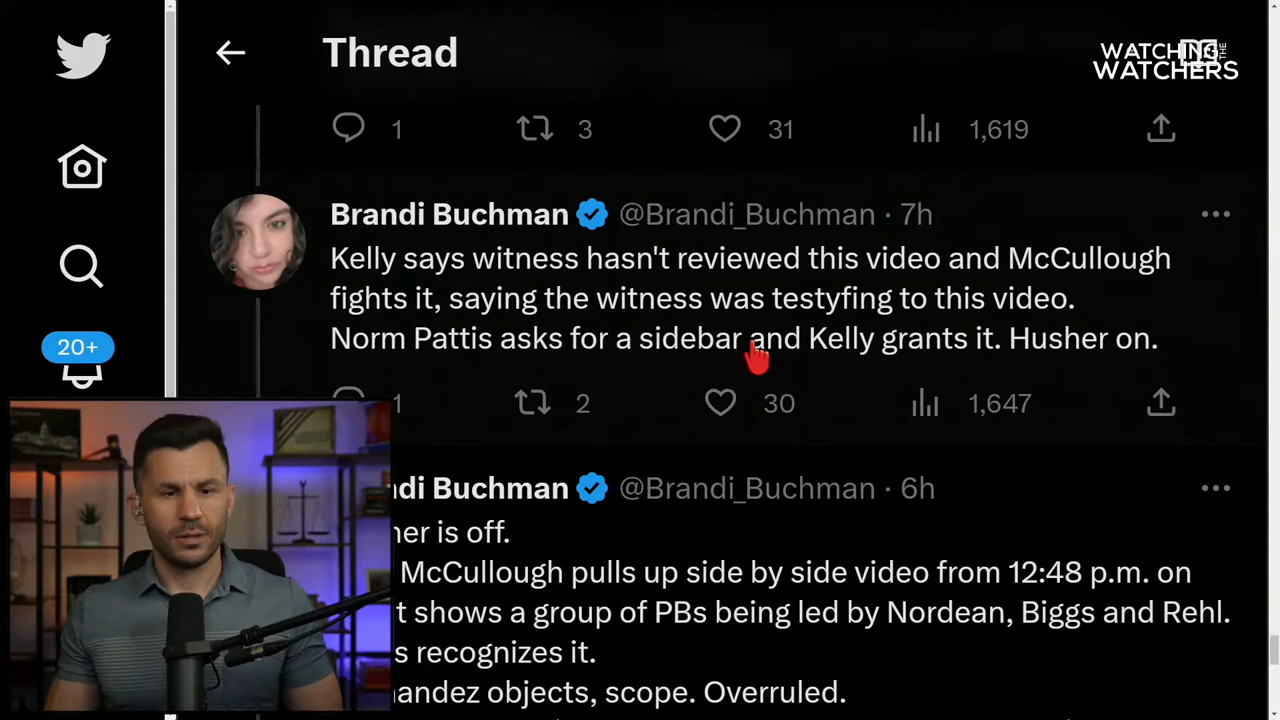 Thread
WATCHING THE
WATCHERS
1 3 31 1,619
Brandi Buchman @Brandi_Buchman · 7h
Kelly says witness hasn't reviewed this video and McCullough
fights it, saying the witness was testyfing to this video.
Norm Pattis asks for a sidebar and Kelly grants it. Husher on.
1 2 30 1,647
20+
di Buchman @Brandi_Buchman · 6h
er is off.
McCullough pulls up side by side video from 12:48 p.m. on
t shows a group of PBs being led by Nordean, Biggs and Rehl.
s recognizes it.
andez objects, scope. Overruled.